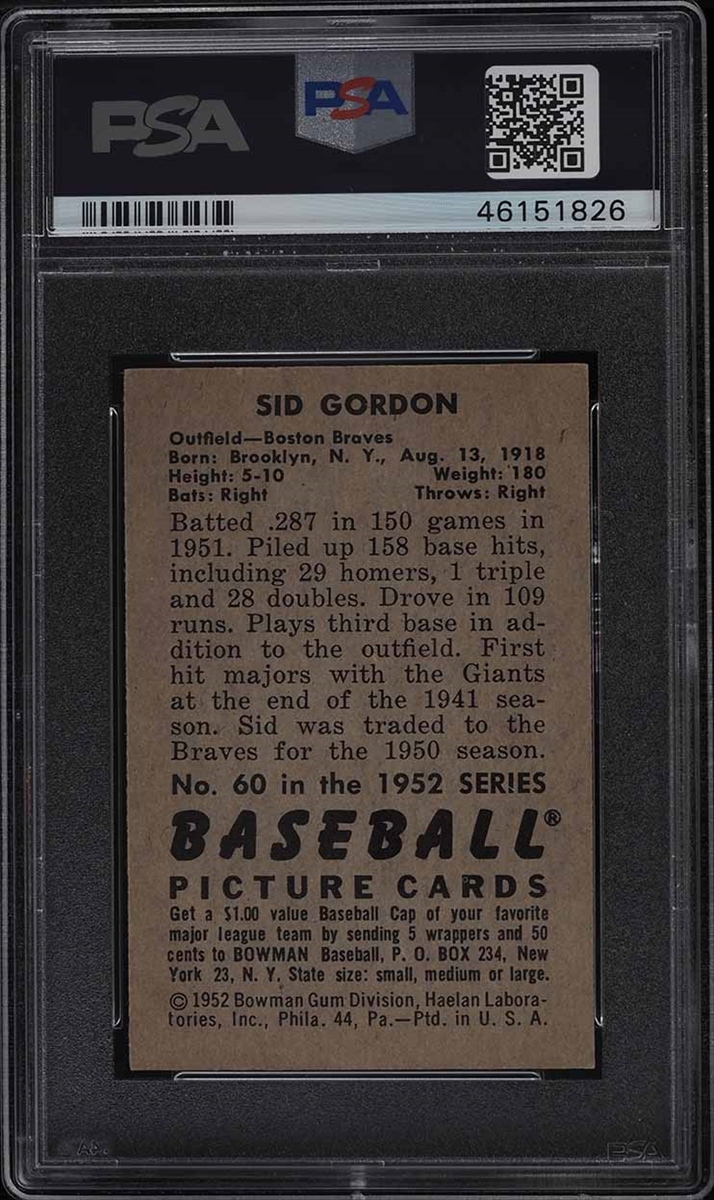 PSA
PSA
46151826
SID GORDON
Outfield—Boston Braves
Born: Brooklyn, N. Y., Aug. 13, 1918
Height: 5-10 Weight: 180
Bats: Right Throws: Right
Batted .287 in 150 games in
1951. Piled up 158 base hits,
including 29 homers, 1 triple
and 28 doubles. Drove in 109
runs. Plays third base in ad-
dition to the outfield. First
hit majors with the Giants
at the end of the 1941 sea-
son. Sid was traded to the
Braves for the 1950 season.
No. 60 in the 1952 SERIES
BASEBALL®
PICTURE CARDS
Get a $1.00 value Baseball Cap of your favorite
major league team by sending 5 wrappers and 50
cents to BOWMAN Baseball, P. O. BOX 234, New
York 23, N. Y. State size: small, medium or large.
© 1952 Bowman Gum Division, Haelan Labora-
tories, Inc., Phila. 44, Pa.—Ptd. in U. S. A.
PSA